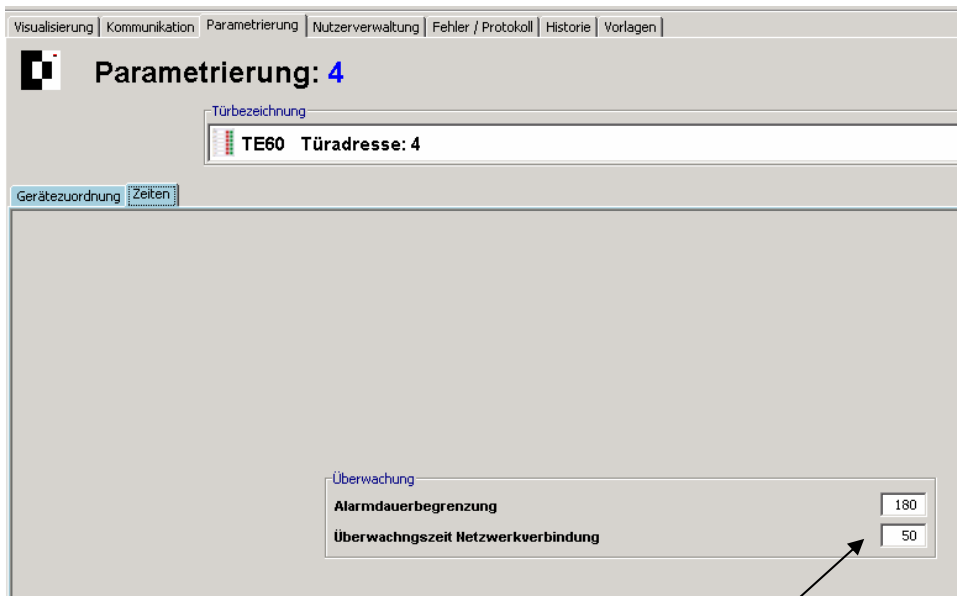 Visualisierung Kommunikation Parametrierung Nutzerverwaltung Fehler / Protokoll Historie Vorlagen
Parametrierung: 4
Türbezeichnung
TE60 Türadresse: 4
Gerätezuordnung Zeiten
Überwachung
Alarmdauerbegrenzung 180
Überwachngszeit Netzwerkverbindung 50